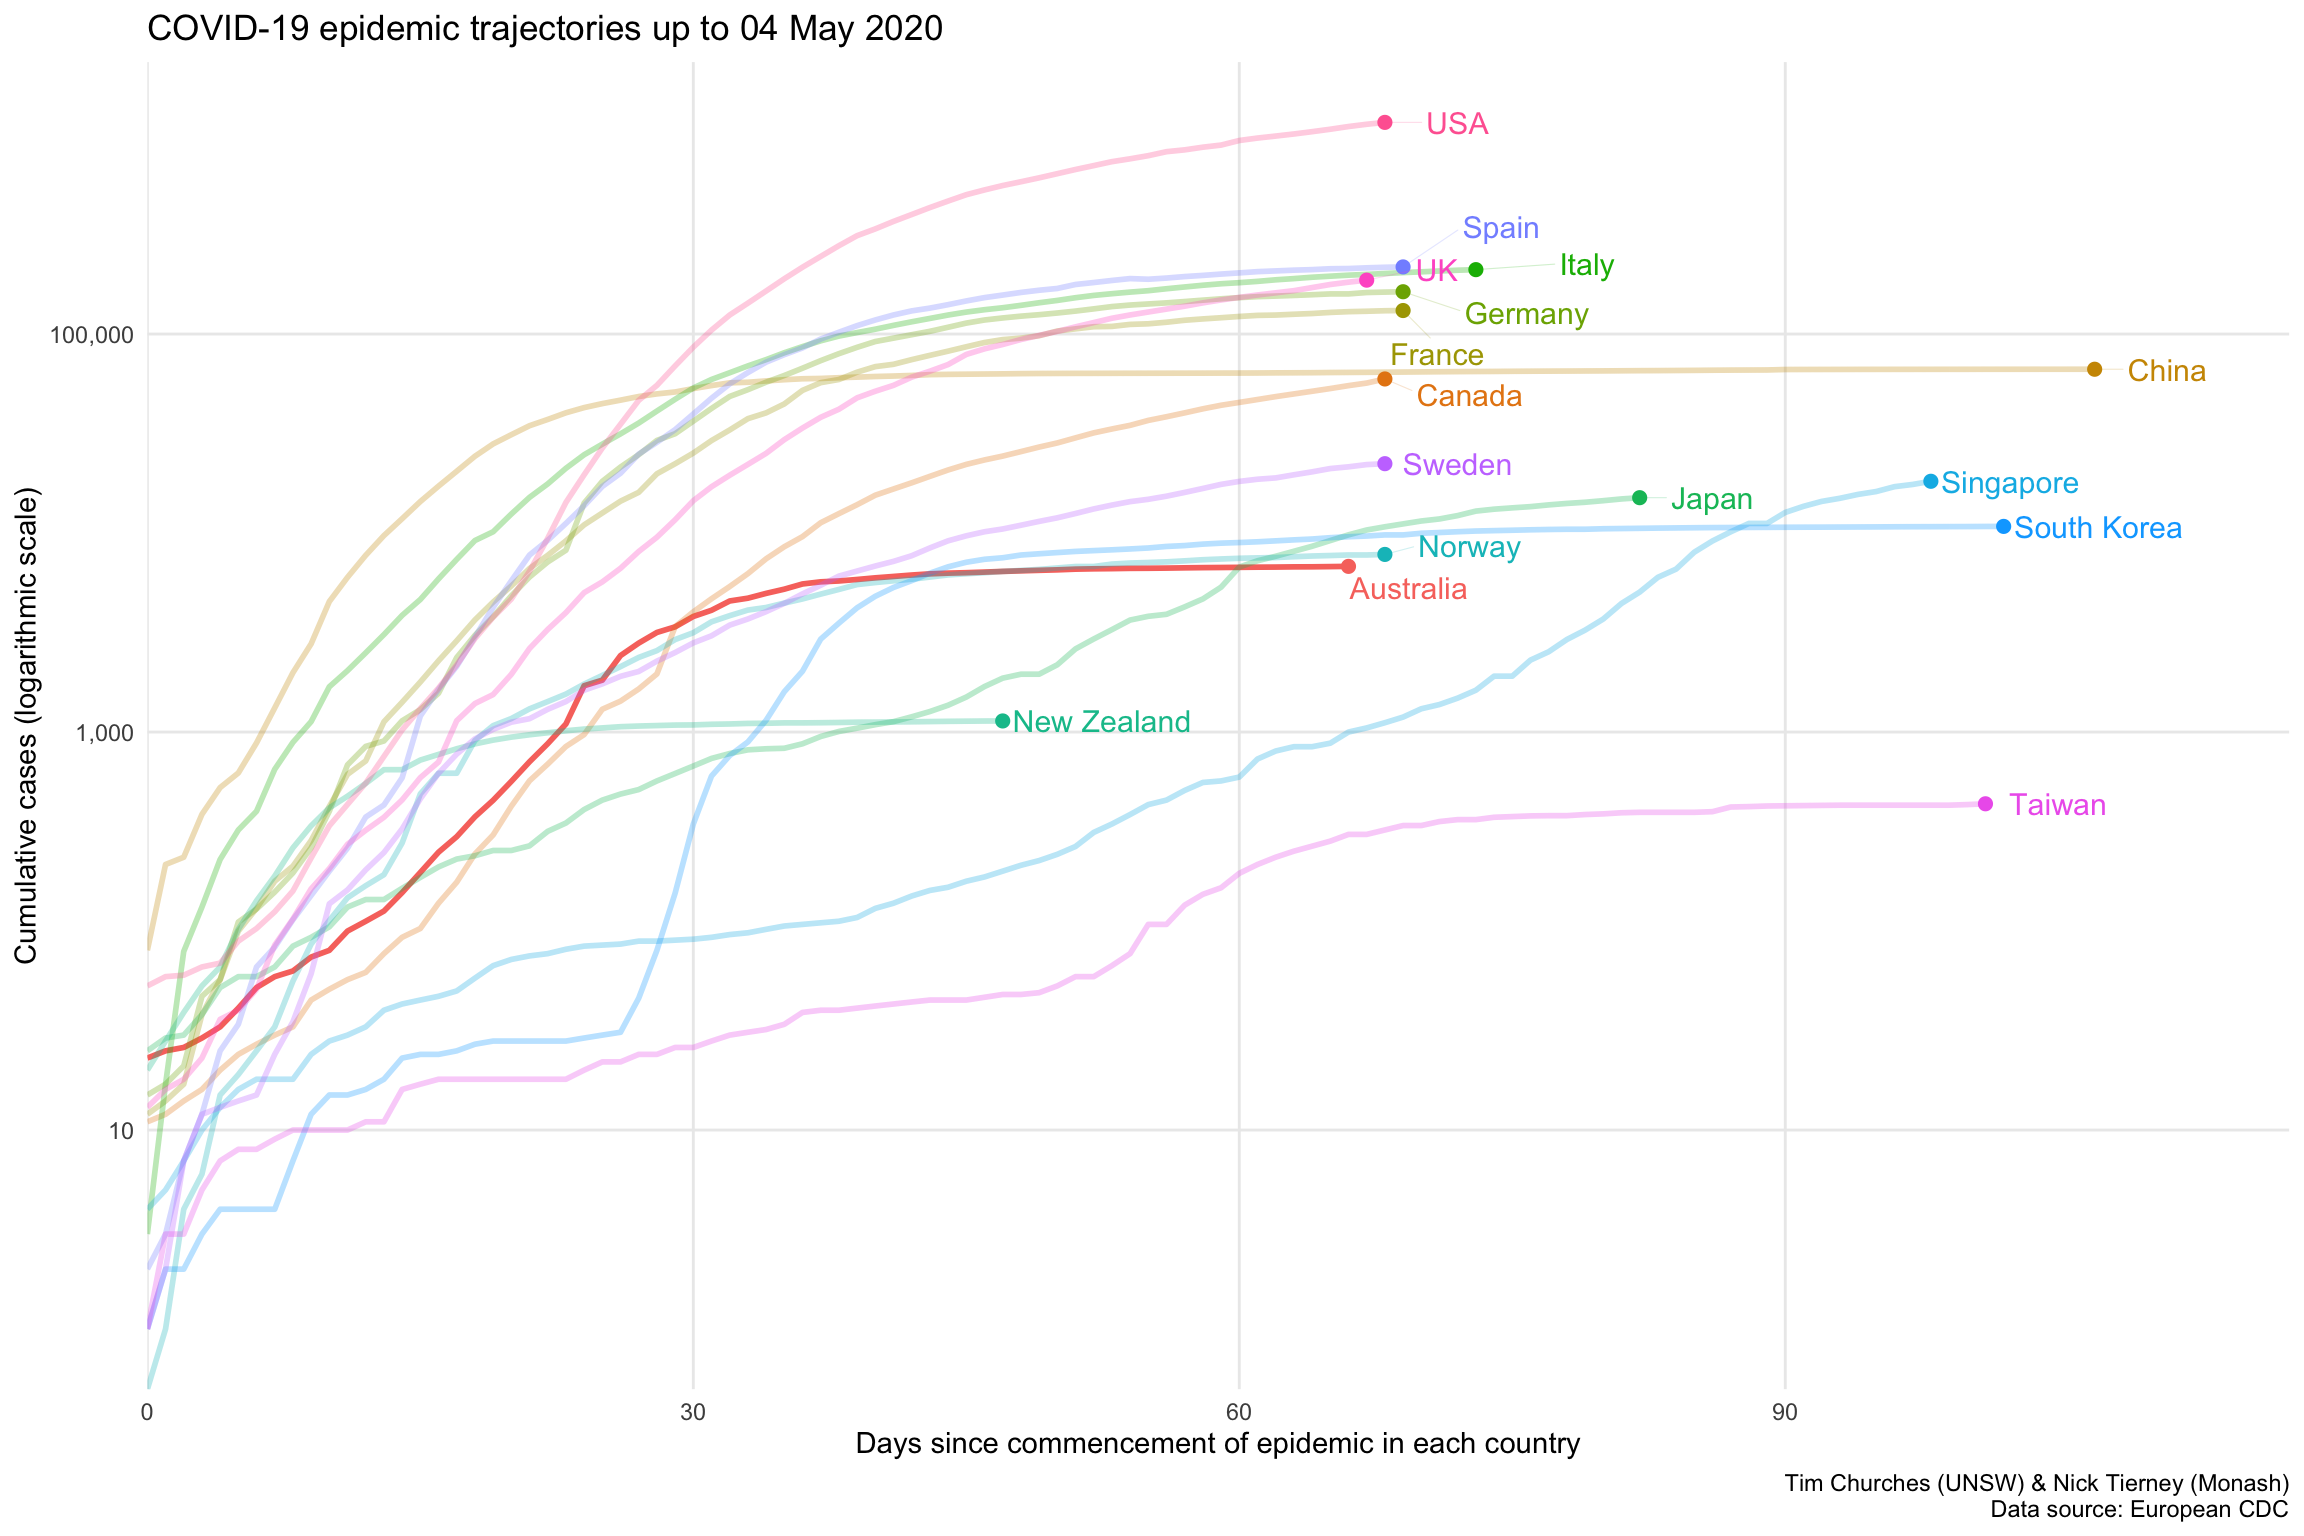 COVID-19 epidemic trajectories up to 04 May 2020
USA
Spain
UK
Italy
Germany
100,000
France
China
Canada
Sweden
Singapore
Japan
South Korea
Norway
Australia
New Zealand
1,000
Taiwan
10
Cumulative cases (logarithmic scale)
0 30 60 90
Days since commencement of epidemic in each country
Tim Churches (UNSW) & Nick Tierney (Monash)
Data source: European CDC